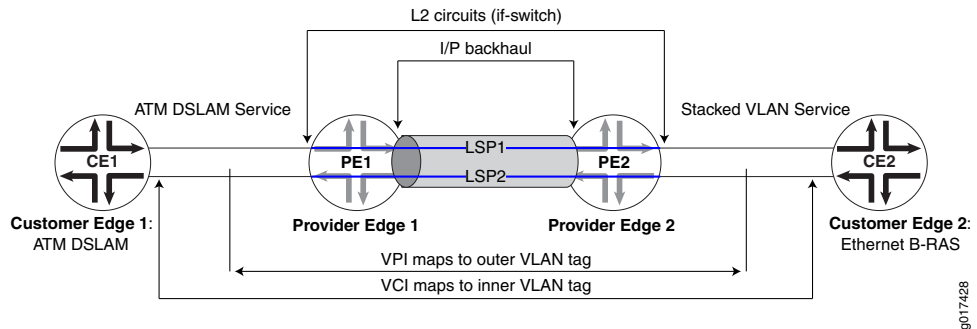 L2 circuits (if-switch)
I/P backhaul
ATM DSLAM Service
Stacked VLAN Service
CE1
PE1
LSP1
LSP2
PE2
CE2
Customer Edge 1:
ATM DSLAM
Provider Edge 1
Provider Edge 2
Customer Edge 2:
Ethernet B-RAS
VPI maps to outer VLAN tag
VCI maps to inner VLAN tag
g017428